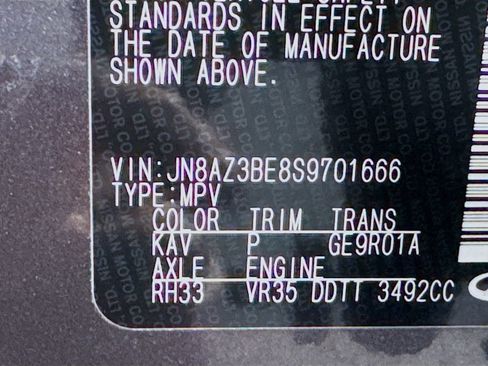 STANDARDS IN EFFECT ON
THE DATE OF MANUFACTURE
SHOWN ABOVE.
VIN:JN8AZ3BE8S9701666
TYPE:MPV
COLOR TRIM TRANS
KAV P GE9R01A
AXLE ENGINE
RH33 VR35 DDTT 3492CC